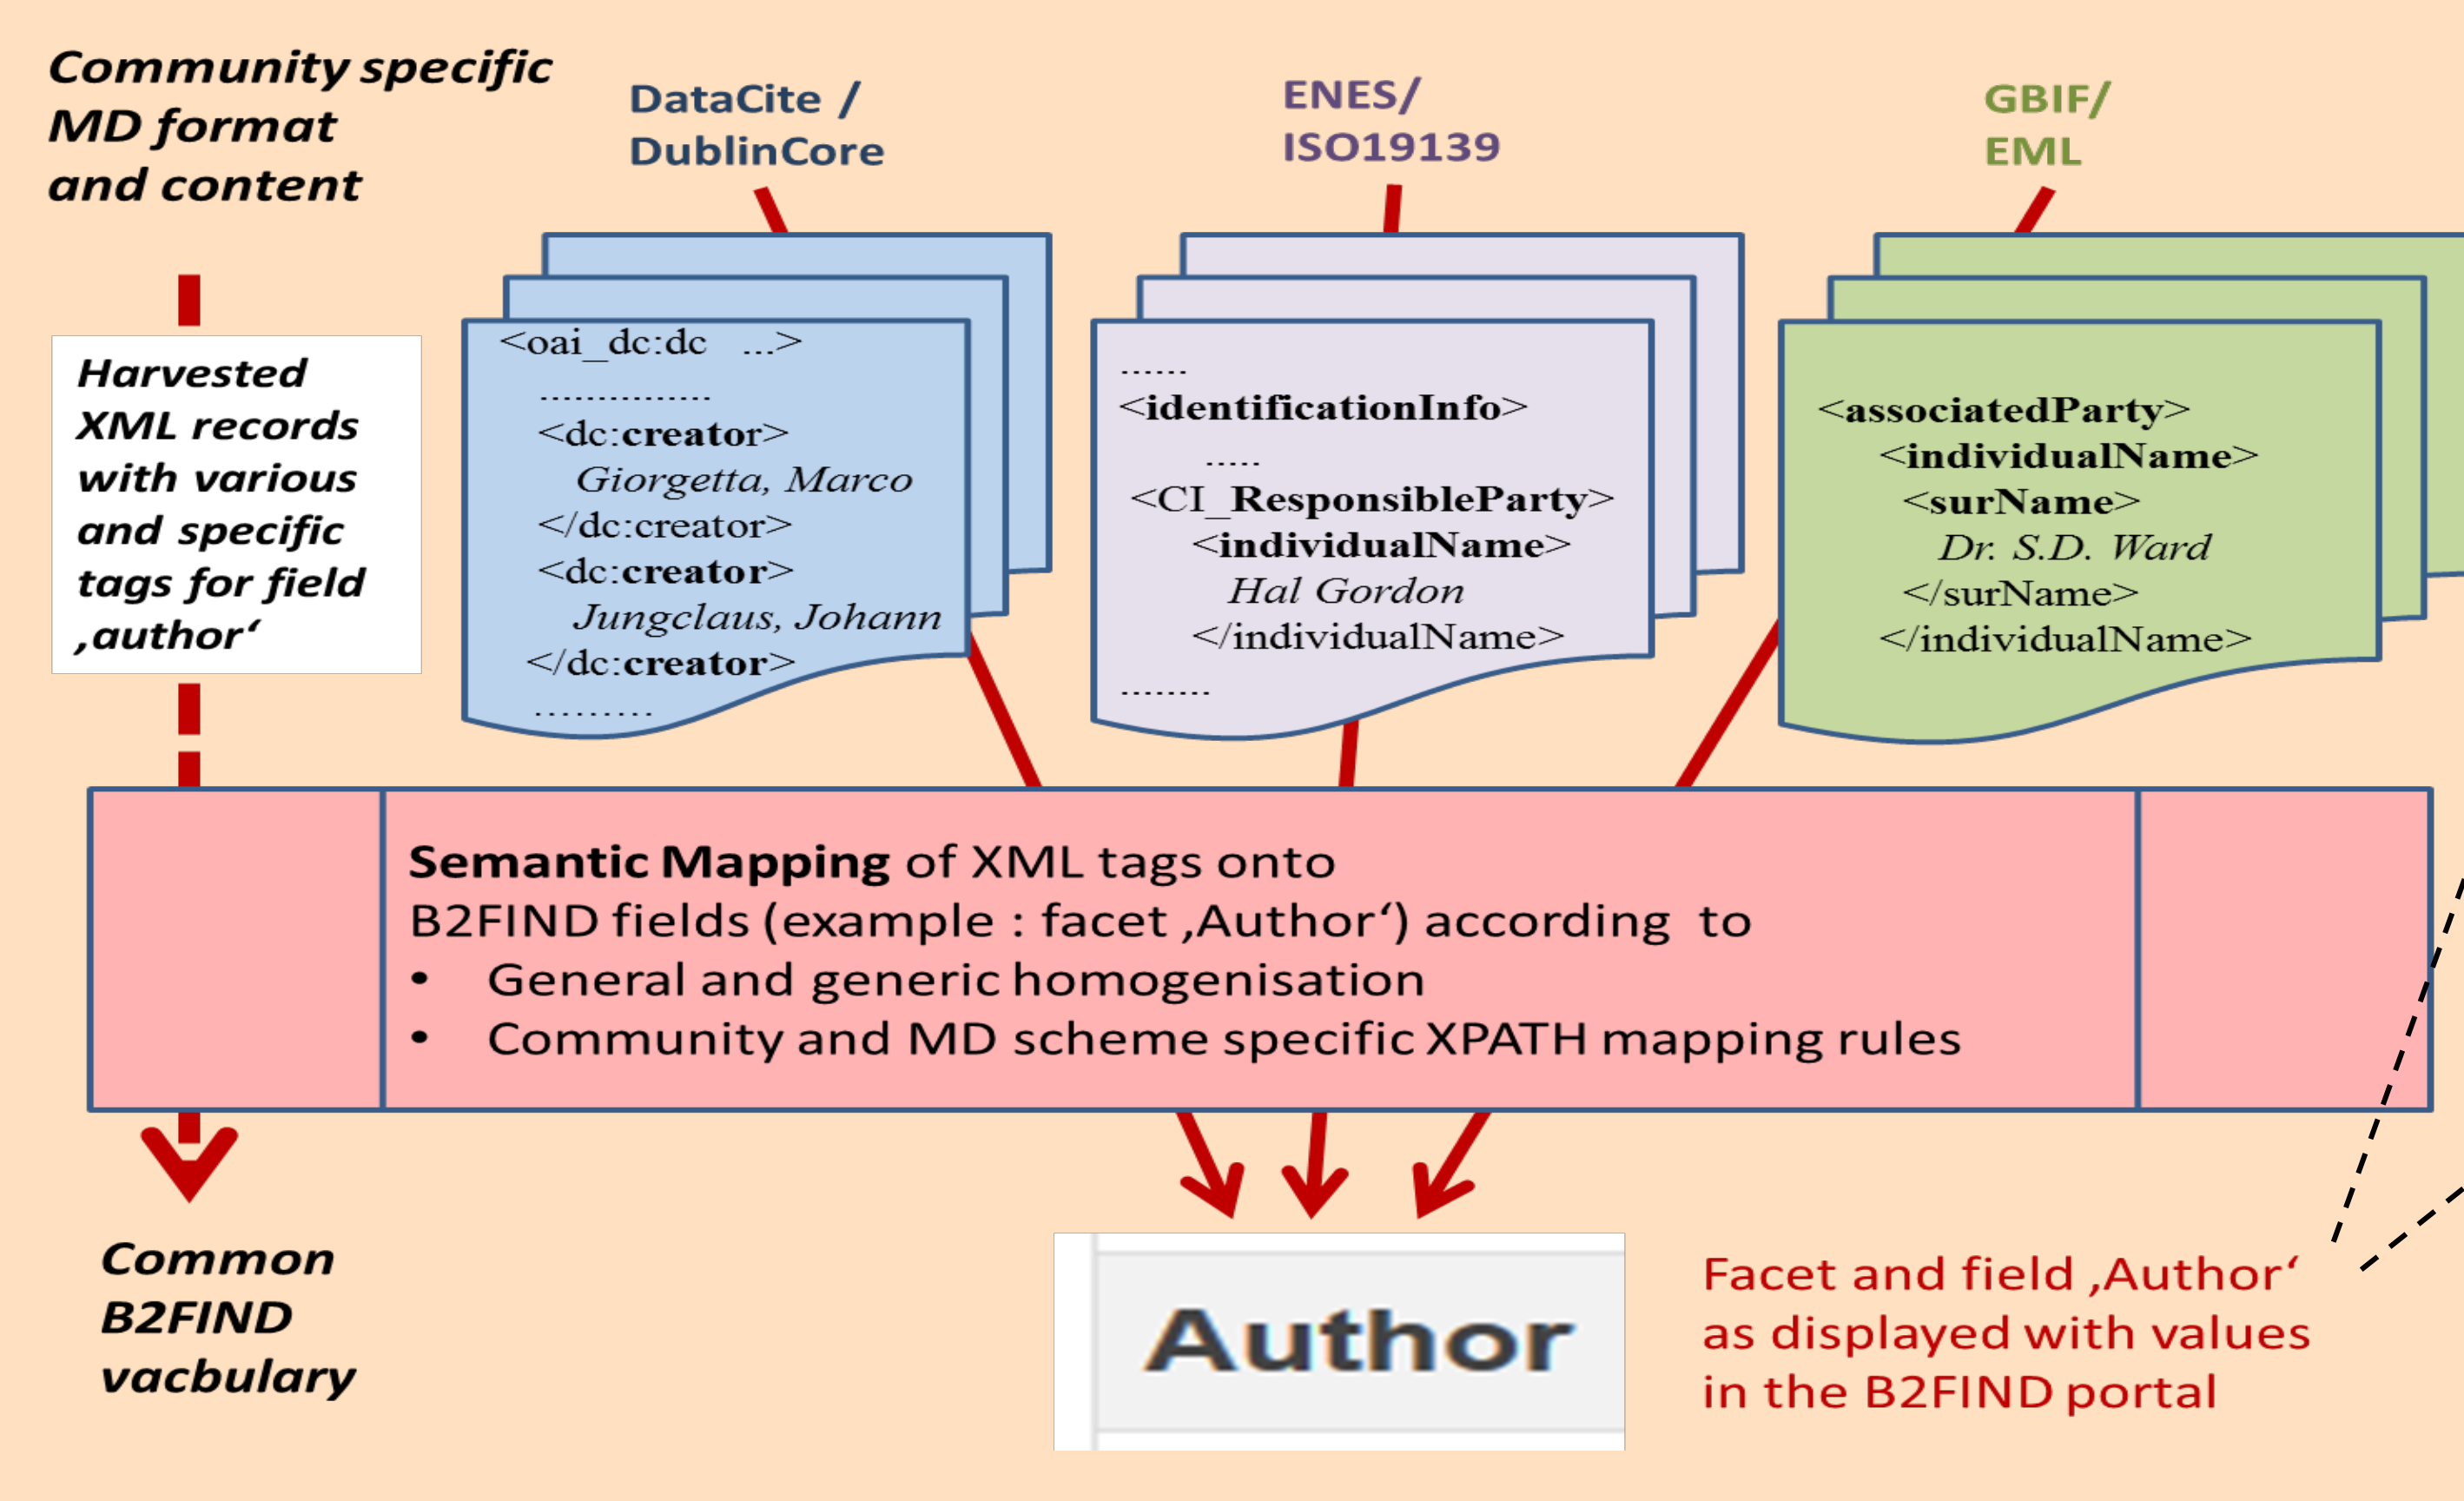 Community specific
MD format
and content
DataCite /
DublinCore
ENES/
ISO19139
GBIF/
EML
Harvested
XML records
with various
and specific
tags for field
‚author‘
<oai_dc:dc ...>
...............
<dc:creator>
Giorgetta, Marco
</dc:creator>
<dc:creator>
Jungclaus, Johann
</dc:creator>
.........
......
<identificationInfo>
.....
<CI_ResponsibleParty>
<individualName>
Hal Gordon
</individualName>
........
<associatedParty>
<individualName>
<surName>
Dr. S.D. Ward
</surName>
</individualName>
Semantic Mapping of XML tags onto
B2FIND fields (example : facet ‚Author‘) according to
• General and generic homogenisation
• Community and MD scheme specific XPATH mapping rules
Common
B2FIND
vacbulary
Author
Facet and field ‚Author‘
as displayed with values
in the B2FIND portal